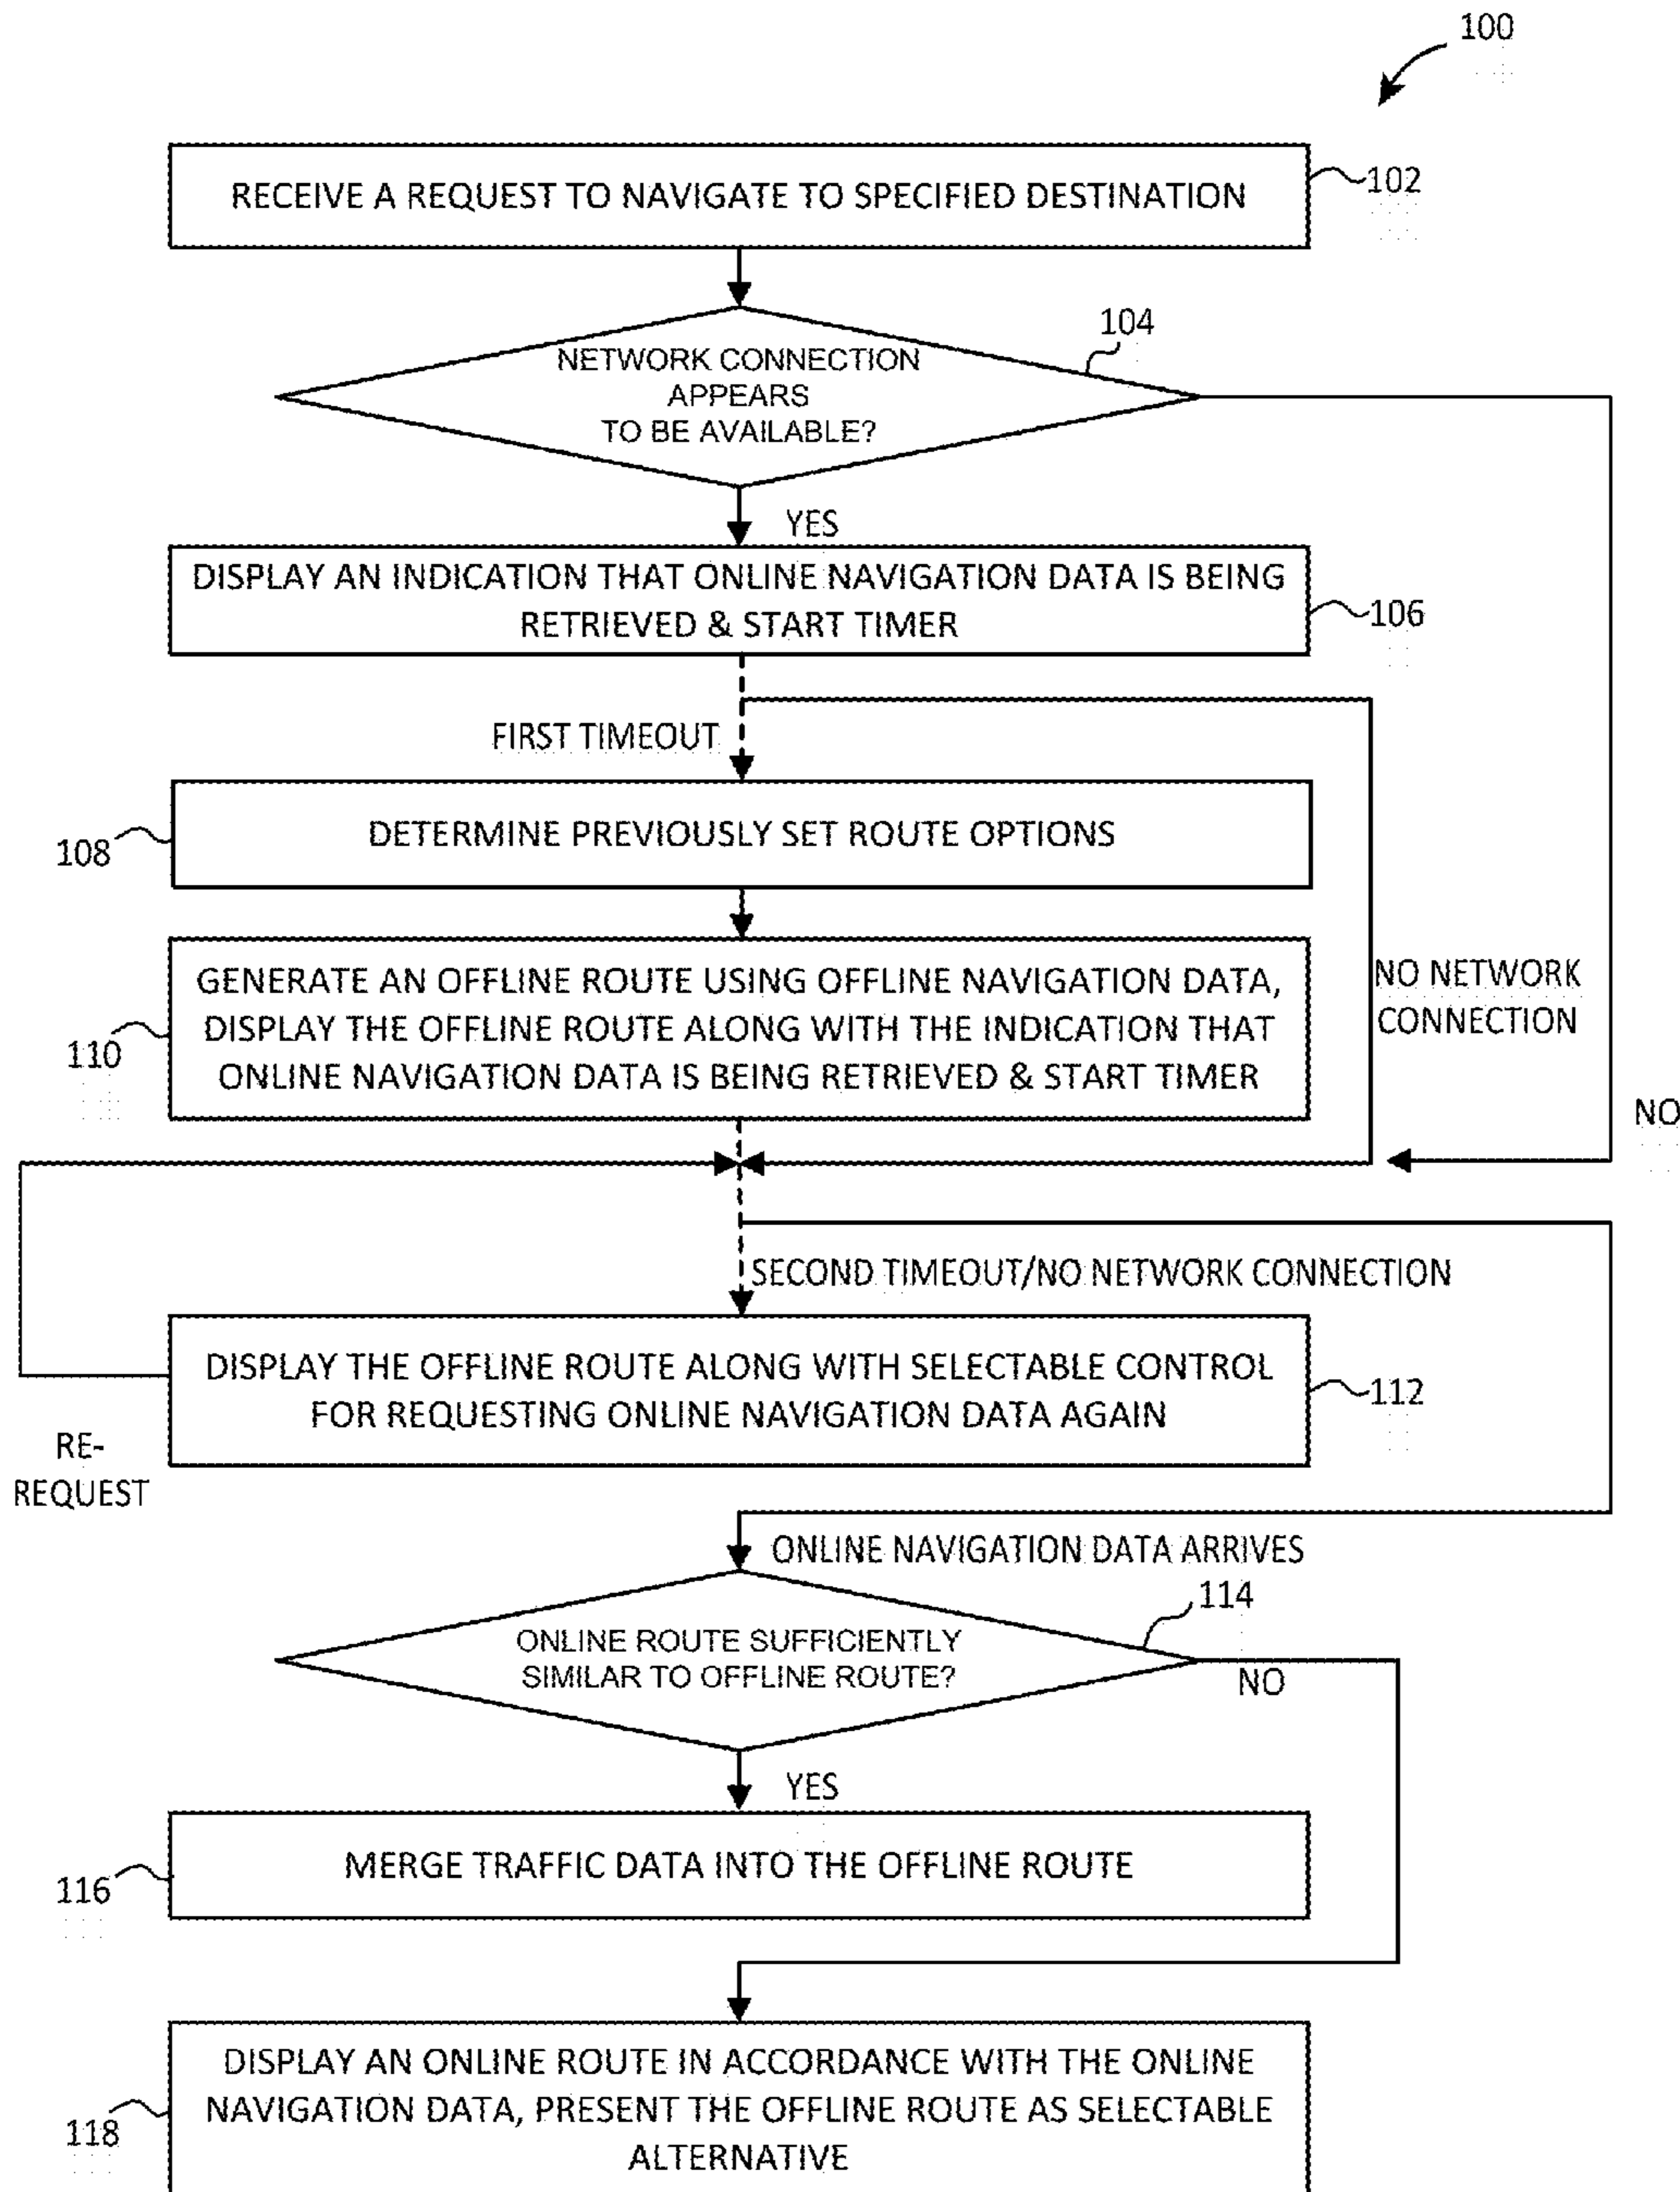 100
RECEIVE A REQUEST TO NAVIGATE TO SPECIFIED DESTINATION
102
104
NETWORK CONNECTION
APPEARS
TO BE AVAILABLE?
YES
DISPLAY AN INDICATION THAT ONLINE NAVIGATION DATA IS BEING
RETRIEVED & START TIMER
106
FIRST TIMEOUT
DETERMINE PREVIOUSLY SET ROUTE OPTIONS
108
GENERATE AN OFFLINE ROUTE USING OFFLINE NAVIGATION DATA,
DISPLAY THE OFFLINE ROUTE ALONG WITH THE INDICATION THAT
ONLINE NAVIGATION DATA IS BEING RETRIEVED & START TIMER
110
NO NETWORK
CONNECTION
NO
SECOND TIMEOUT/NO NETWORK CONNECTION
DISPLAY THE OFFLINE ROUTE ALONG WITH SELECTABLE CONTROL
FOR REQUESTING ONLINE NAVIGATION DATA AGAIN
112
RE-
REQUEST
ONLINE NAVIGATION DATA ARRIVES
114
ONLINE ROUTE SUFFICIENTLY
SIMILAR TO OFFLINE ROUTE?
NO
YES
MERGE TRAFFIC DATA INTO THE OFFLINE ROUTE
116
DISPLAY AN ONLINE ROUTE IN ACCORDANCE WITH THE ONLINE
NAVIGATION DATA, PRESENT THE OFFLINE ROUTE AS SELECTABLE
ALTERNATIVE
118